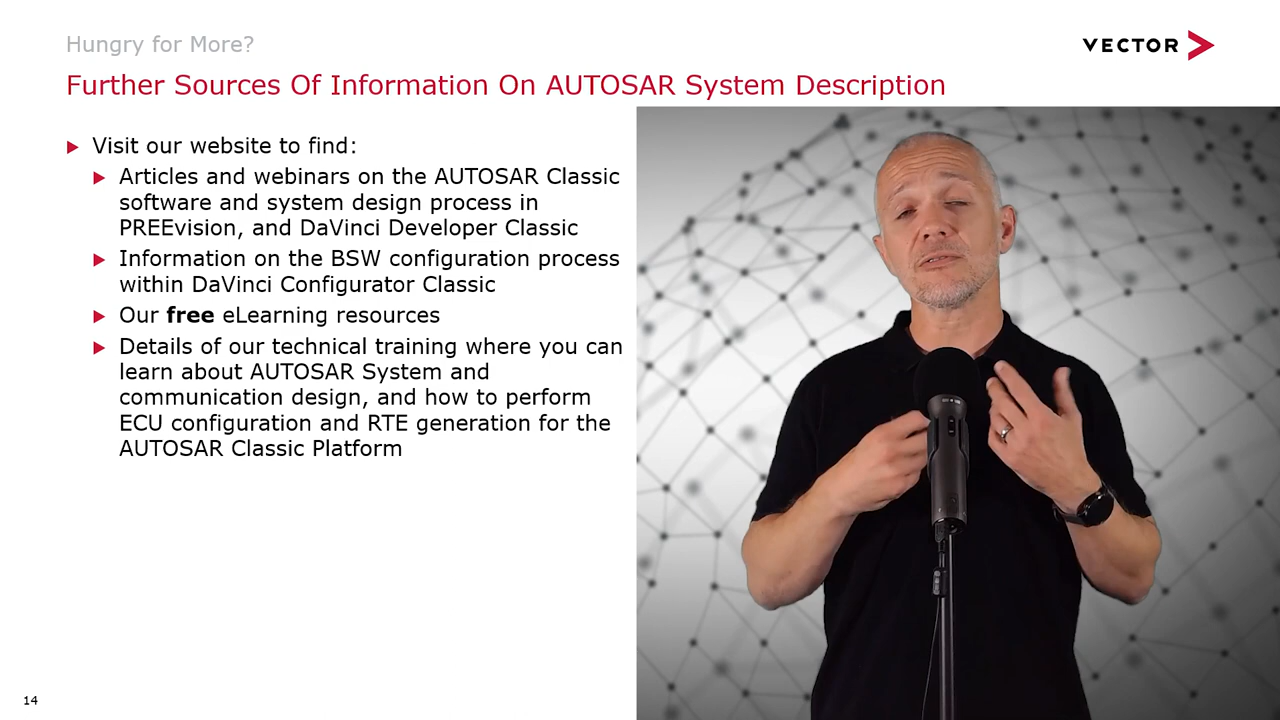 Hungry for More?
VECTOR
Further Sources Of Information On AUTOSAR System Description
Visit our website to find:
Articles and webinars on the AUTOSAR Classic
software and system design process in
PREEvision, and DaVinci Developer Classic
Information on the BSW configuration process
within DaVinci Configurator Classic
Our free eLearning resources
Details of our technical training where you can
learn about AUTOSAR System and
communication design, and how to perform
ECU configuration and RTE generation for the
AUTOSAR Classic Platform
14